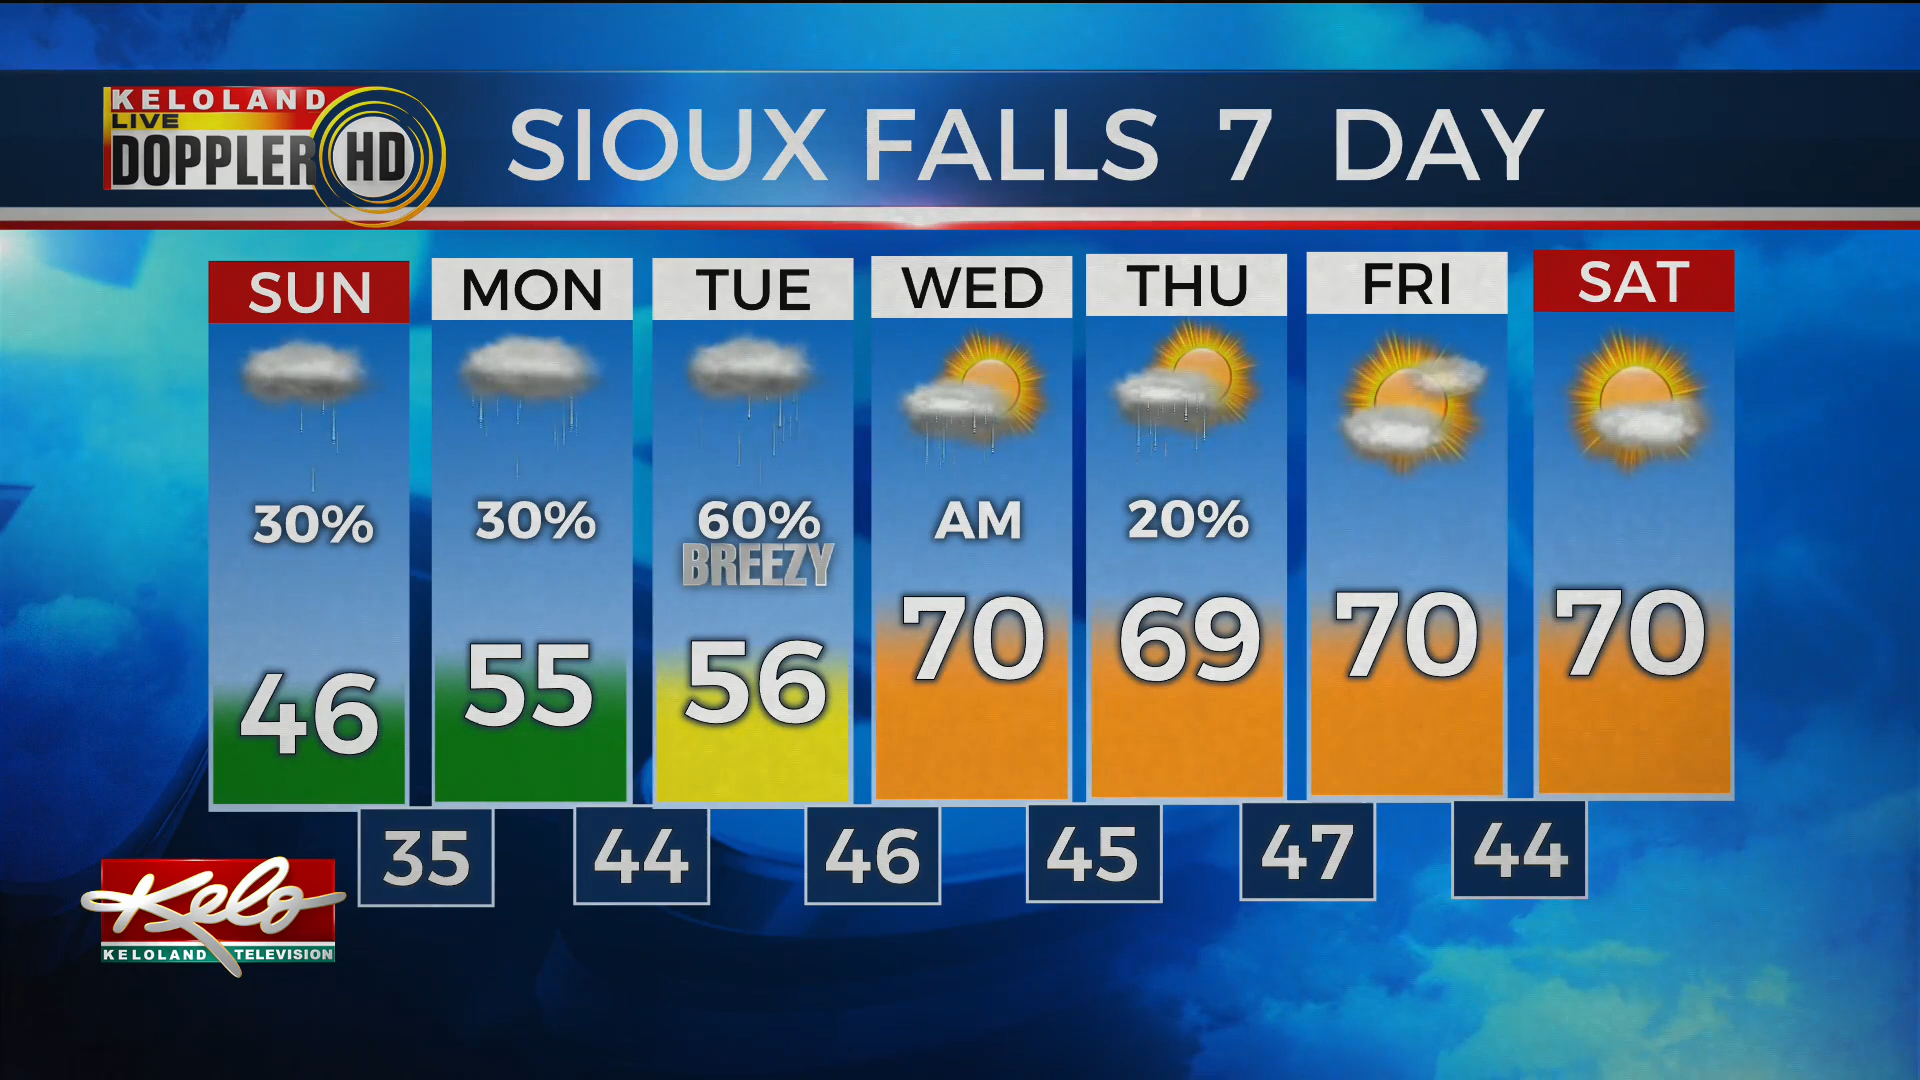 KELOLAND
LIVE
DOPPLER HD
SIOUX FALLS 7 DAY
SUN MON TUE WED THU FRI SAT
30% 30% 60% AM 20%
BREEZY
46 55 56 70 69 70 70
35 44 46 45 47 44
Kelo
KELOLAND TELEVISION